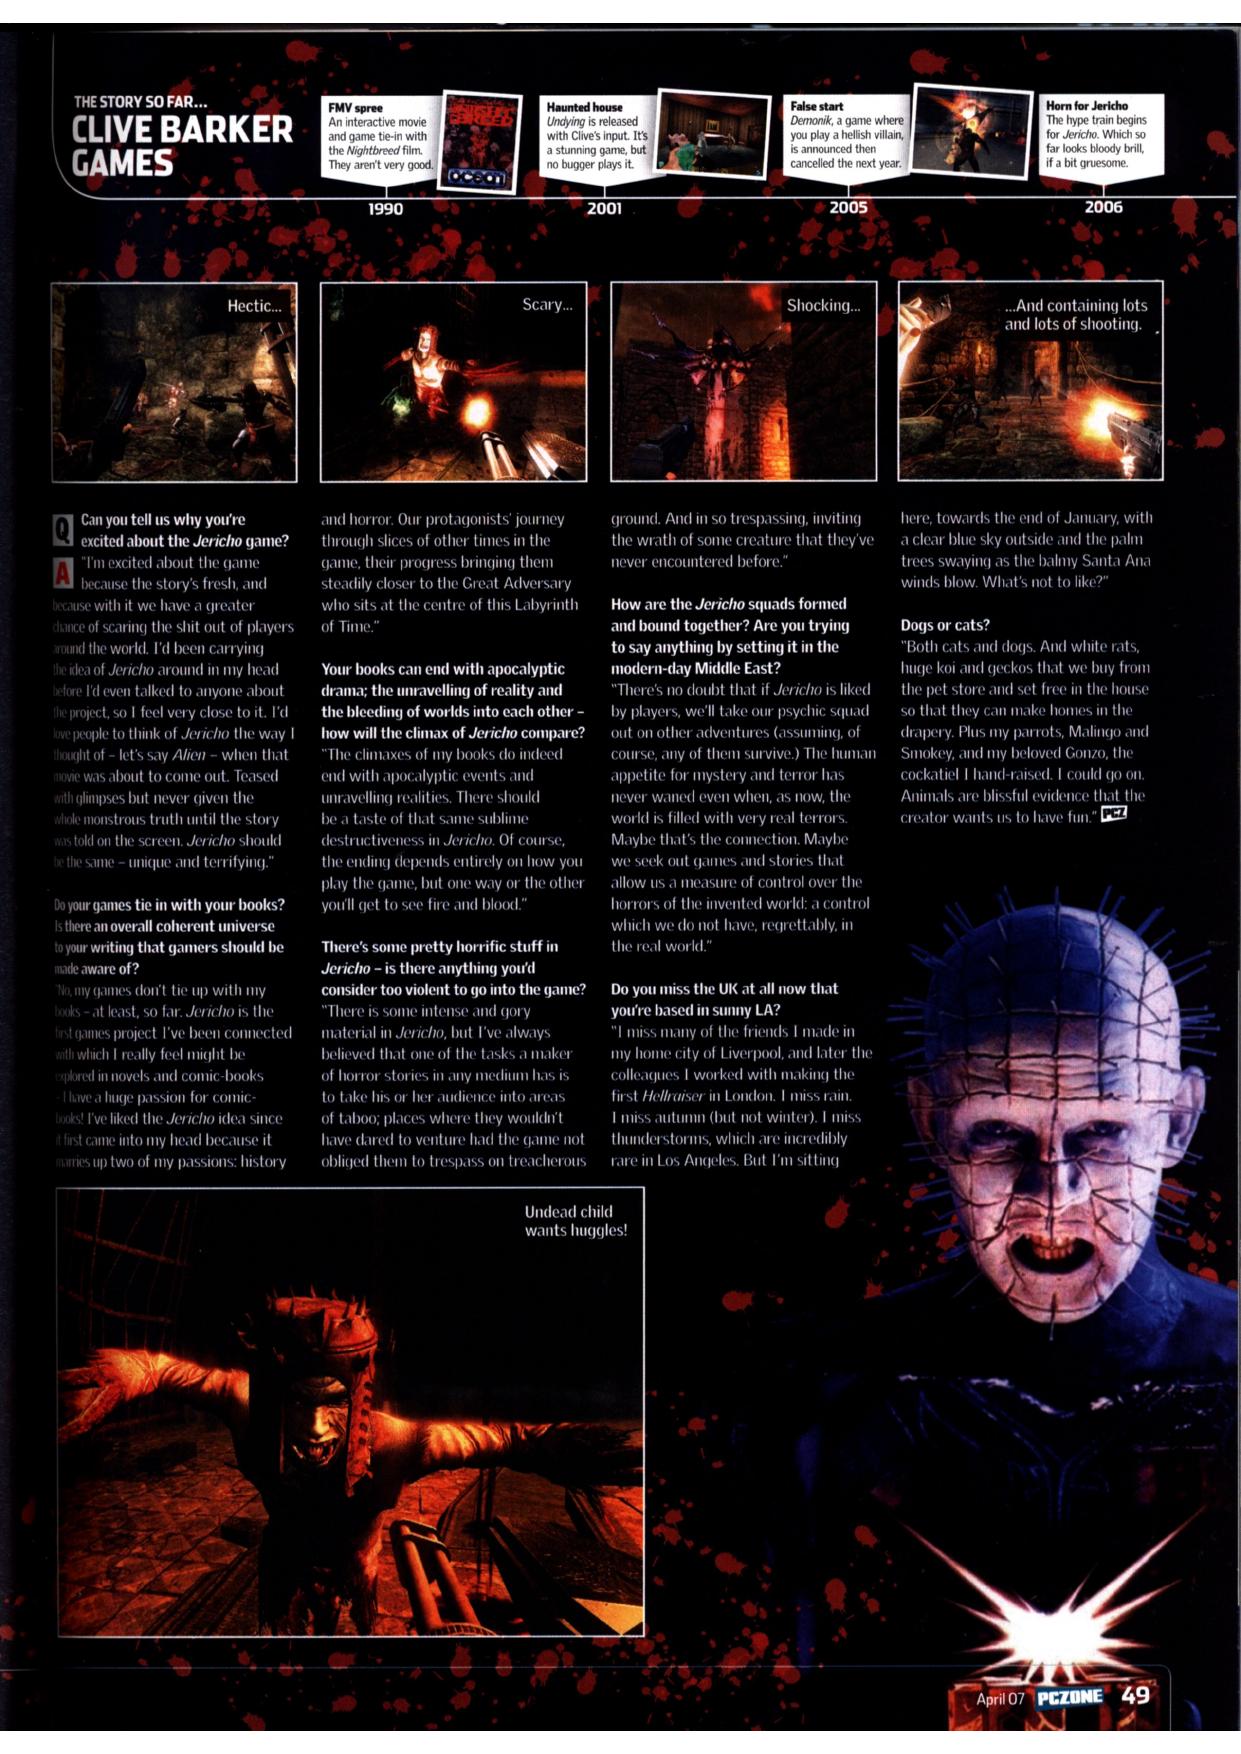 THE STORY SO FAR...
CLIVE BARKER
GAMES
FMV spree
An interactive movie
and game tie-in with
the Nightbreed film.
They aren't very good.
ocean
1990
Haunted house
Undying is released
with Clive's input. It's
a stunning game, but
no bugger plays it.
2001
False start
Demonik, a game where
you play a hellish villain,
is announced then
cancelled the next year.
2005
Horn for Jericho
The hype train begins
for Jericho. Which so
far looks bloody brill,
if a bit gruesome.
2006
Hectic...
Scary...
Shocking...
...And containing lots
and lots of shooting.
Q Can you tell us why you're
excited about the Jericho game?
A "I'm excited about the game
because the story's fresh, and
because with it we have a greater
chance of scaring the shit out of players
around the world. I'd been carrying
the idea of Jericho around in my head
before I'd even talked to anyone about
the project, so I feel very close to it. I'd
love people to think of Jericho the way I
thought of – let's say Alien – when that
movie was about to come out. Teased
with glimpses but never given the
whole monstrous truth until the story
was told on the screen. Jericho should
be the same – unique and terrifying."
Do your games tie in with your books?
Is there an overall coherent universe
to your writing that gamers should be
made aware of?
"No, my games don't tie up with my
books – at least, so far. Jericho is the
first games project I've been connected
with which I really feel might be
explored in novels and comic-books
- I have a huge passion for comic-
books! I've liked the Jericho idea since
it first came into my head because it
marries up two of my passions: history
and horror. Our protagonists' journey
through slices of other times in the
game, their progress bringing them
steadily closer to the Great Adversary
who sits at the centre of this Labyrinth
of Time."
Your books can end with apocalyptic
drama; the unravelling of reality and
the bleeding of worlds into each other –
how will the climax of Jericho compare?
"The climaxes of my books do indeed
end with apocalyptic events and
unravelling realities. There should
be a taste of that same sublime
destructiveness in Jericho. Of course,
the ending depends entirely on how you
play the game, but one way or the other
you'll get to see fire and blood."
There's some pretty horrific stuff in
Jericho – is there anything you'd
consider too violent to go into the game?
"There is some intense and gory
material in Jericho, but I've always
believed that one of the tasks a maker
of horror stories in any medium has is
to take his or her audience into areas
of taboo; places where they wouldn't
have dared to venture had the game not
obliged them to trespass on treacherous
ground. And in so trespassing, inviting
the wrath of some creature that they've
never encountered before."
How are the Jericho squads formed
and bound together? Are you trying
to say anything by setting it in the
modern-day Middle East?
"There's no doubt that if Jericho is liked
by players, we'll take our psychic squad
out on other adventures (assuming, of
course, any of them survive.) The human
appetite for mystery and terror has
never waned even when, as now, the
world is filled with very real terrors.
Maybe that's the connection. Maybe
we seek out games and stories that
allow us a measure of control over the
horrors of the invented world: a control
which we do not have, regrettably, in
the real world."
Do you miss the UK at all now that
you're based in sunny LA?
"I miss many of the friends I made in
my home city of Liverpool, and later the
colleagues I worked with making the
first Hellraiser in London. I miss rain.
I miss autumn (but not winter). I miss
thunderstorms, which are incredibly
rare in Los Angeles. But I'm sitting
here, towards the end of January, with
a clear blue sky outside and the palm
trees swaying as the balmy Santa Ana
winds blow. What's not to like?"
Dogs or cats?
"Both cats and dogs. And white rats,
huge koi and geckos that we buy from
the pet store and set free in the house
so that they can make homes in the
drapery. Plus my parrots, Malingo and
Smokey, and my beloved Gonzo, the
cockatiel I hand-raised. I could go on.
Animals are blissful evidence that the
creator wants us to have fun." PCZ
Undead child
wants huggles!
April 07 PCZONE 49